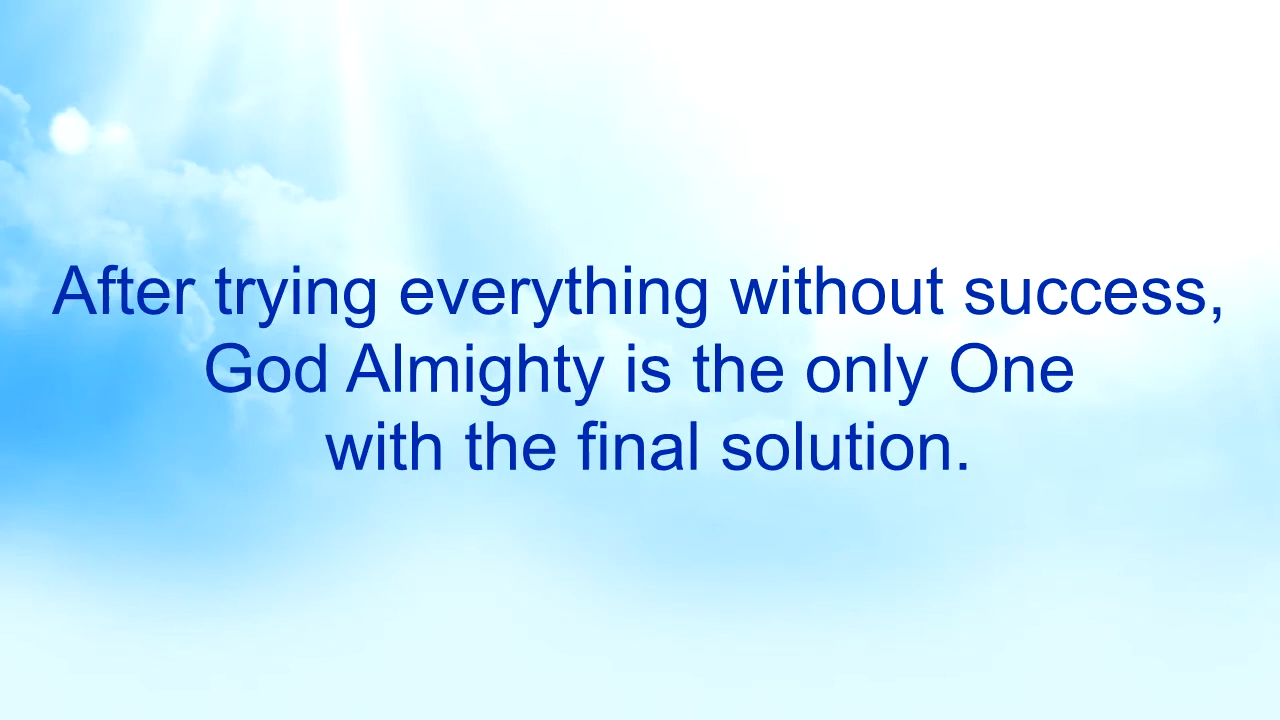 After trying everything without success,
God Almighty is the only One
with the final solution.